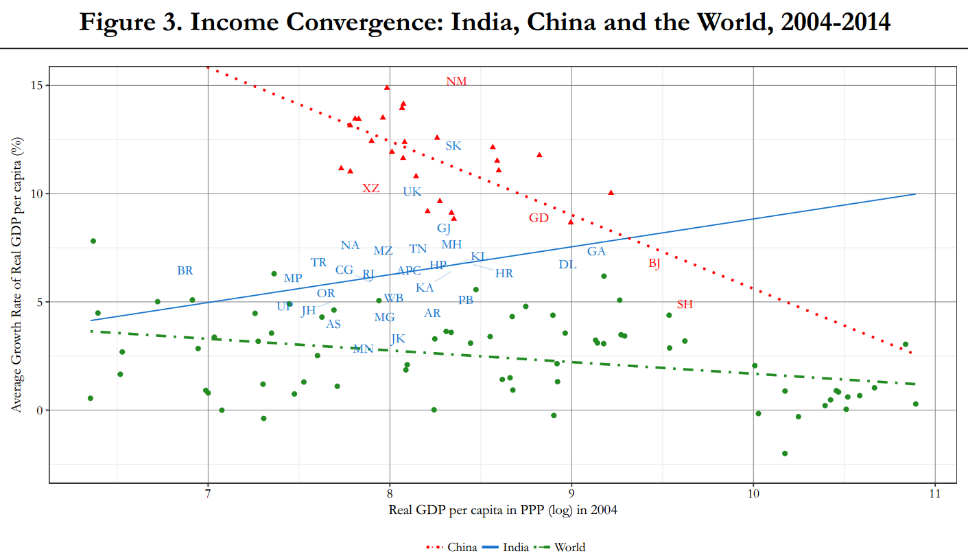 Figure 3. Income Convergence: India, China and the World, 2004-2014
Average Growth Rate of Real GDP per capita (%)
15
10
5
0
NM
SK
XZ
UK
GD
GJ
NA
MZ
TN
MH
GA
KL
TR
BR
CG
RJ
APC
HP
HR
DL
BJ
MP
KA
OR
WB
PB
SH
UP
JH
AS
MG
AR
JK
MN
7 8 9 10 11
Real GDP per capita in PPP (log) in 2004
China India World